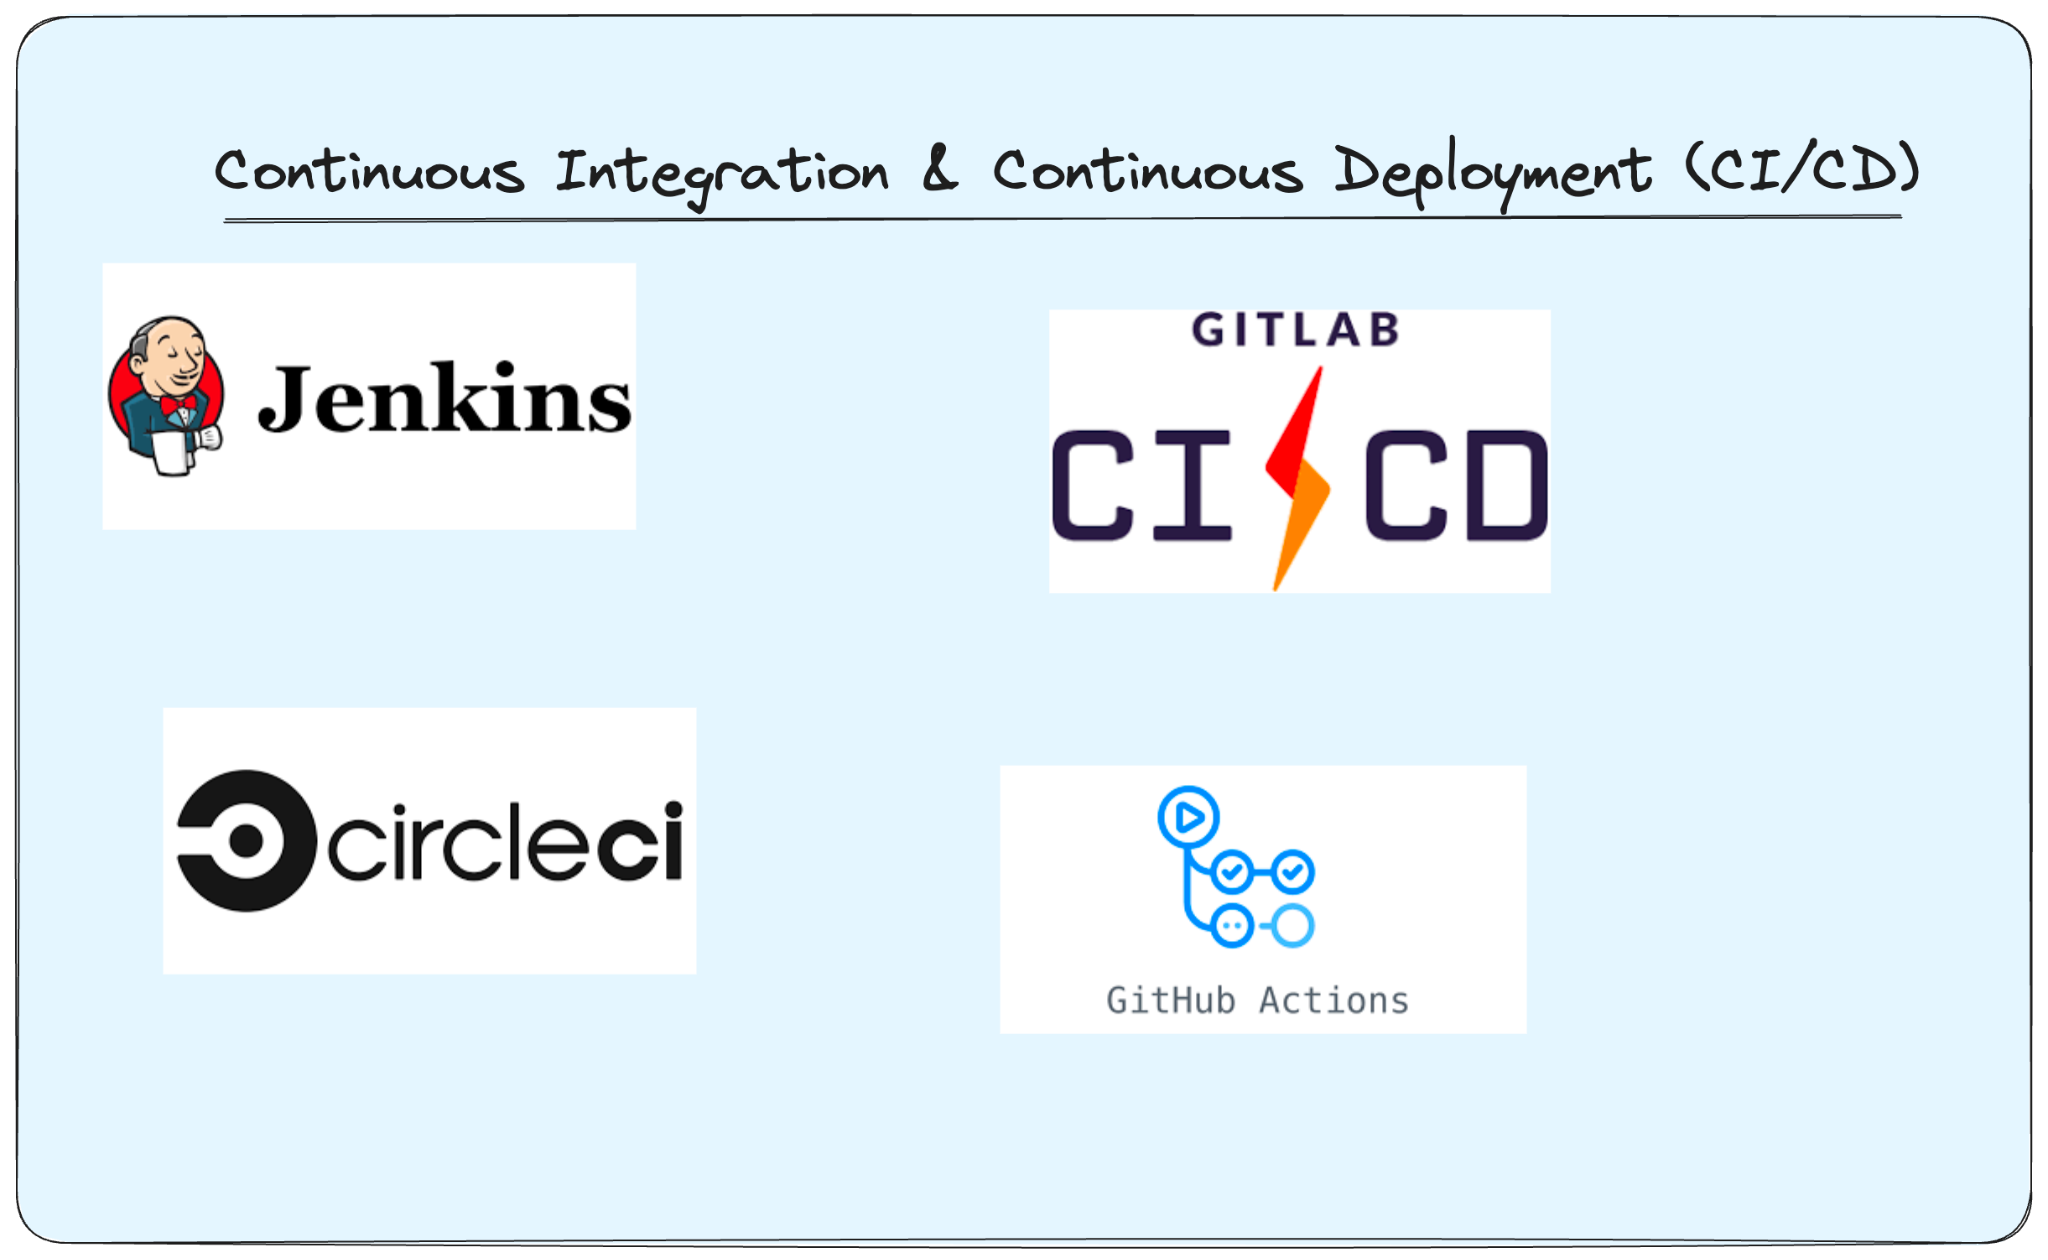 Continuous Integration & Continuous Deployment (CI/CD)
Jenkins
GITLAB
CI CD
circleci
GitHub Actions